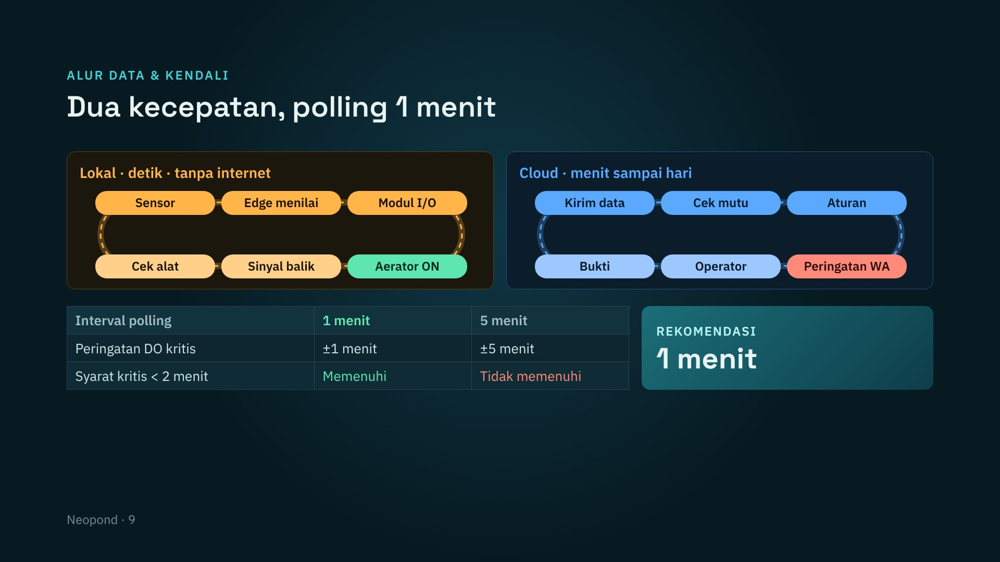 ALUR DATA & KENDALI
Dua kecepatan, polling 1 menit
Lokal · detik · tanpa internet
Sensor
Edge menilai
Modul I/O
Cek alat
Sinyal balik
Aerator ON
Cloud · menit sampai hari
Kirim data
Cek mutu
Aturan
Bukti
Operator
Peringatan WA
Interval polling
1 menit
5 menit
Peringatan DO kritis
±1 menit
±5 menit
Syarat kritis < 2 menit
Memenuhi
Tidak memenuhi
REKOMENDASI
1 menit
Neopond · 9